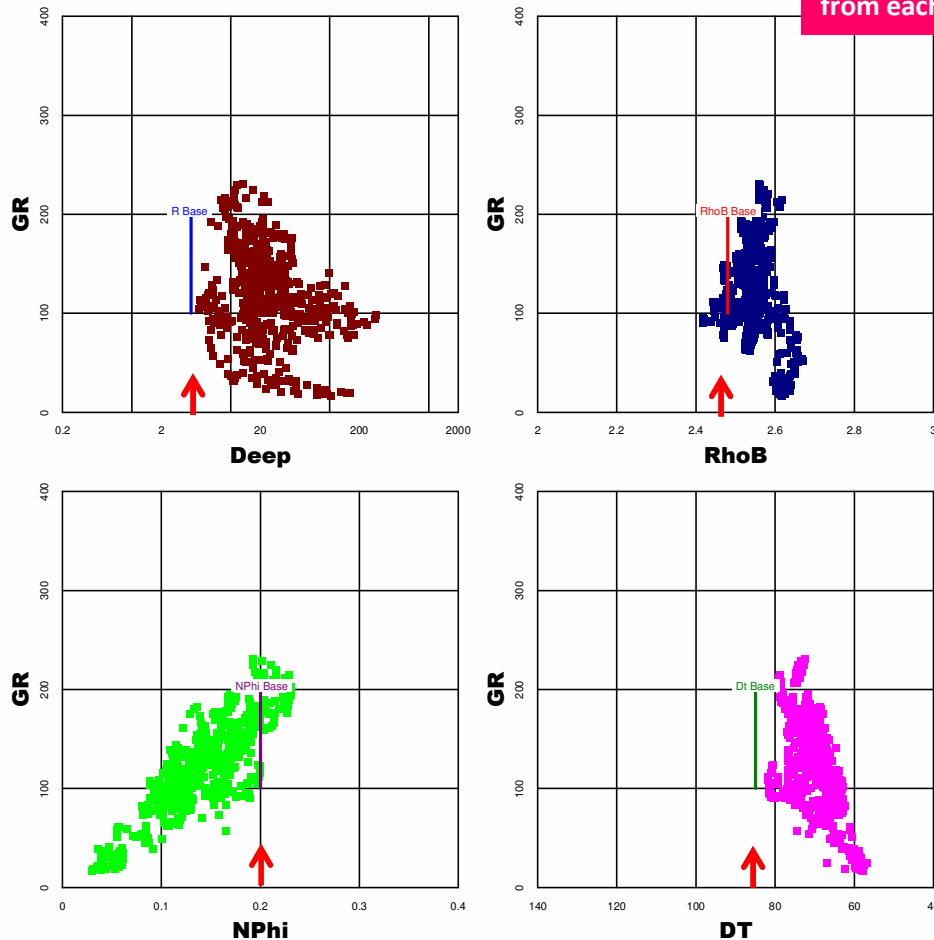 from each
400
300
200
100
0
GR
R Base
0.2 2 20 200 2000
Deep
400
300
200
100
0
GR
RhoB Base
2 2.2 2.4 2.6 2.8 3
RhoB
400
300
200
100
0
GR
NPhi Base
0 0.1 0.2 0.3 0.4
NPhi
400
300
200
100
0
GR
Dt Base
140 120 100 80 60 4
DT